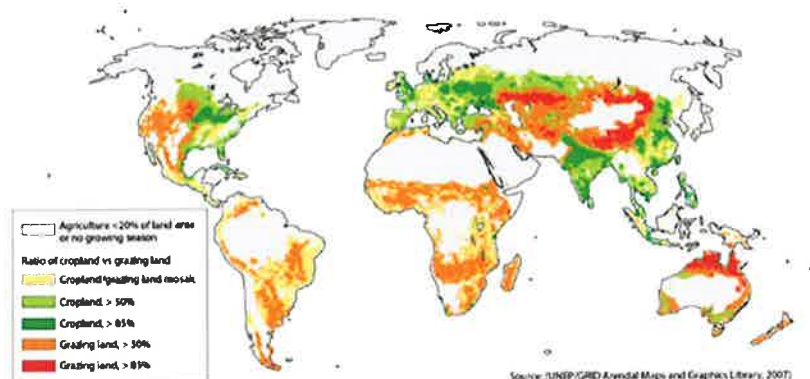 Agriculture <20% of land area
or no growing season
Ratio of cropland vs grazing land
Cropland/grazing land mosaic
Cropland, > 50%
Cropland, > 85%
Grazing land, > 50%
Grazing land, > 85%
Source: (UNEP/GRID Arendal Maps and Graphics Library, 2007)